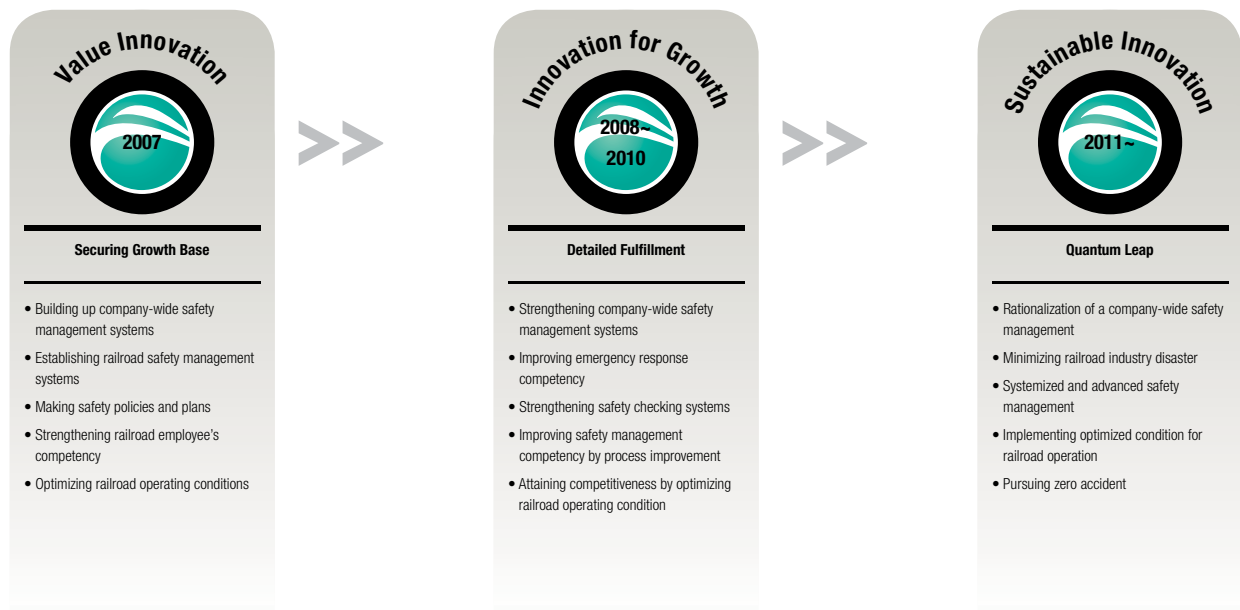 Value Innovation
2007
Securing Growth Base
• Building up company-wide safety
management systems
• Establishing railroad safety management
systems
• Making safety policies and plans
• Strengthening railroad employee’s
competency
• Optimizing railroad operating conditions
Innovation for Growth
2008~
2010
Detailed Fulfillment
• Strengthening company-wide safety
management systems
• Improving emergency response
competency
• Strengthening safety checking systems
• Improving safety management
competency by process improvement
• Attaining competitiveness by optimizing
railroad operating condition
Sustainable Innovation
2011~
Quantum Leap
• Rationalization of a company-wide safety
management
• Minimizing railroad industry disaster
• Systemized and advanced safety
management
• Implementing optimized condition for
railroad operation
• Pursuing zero accident